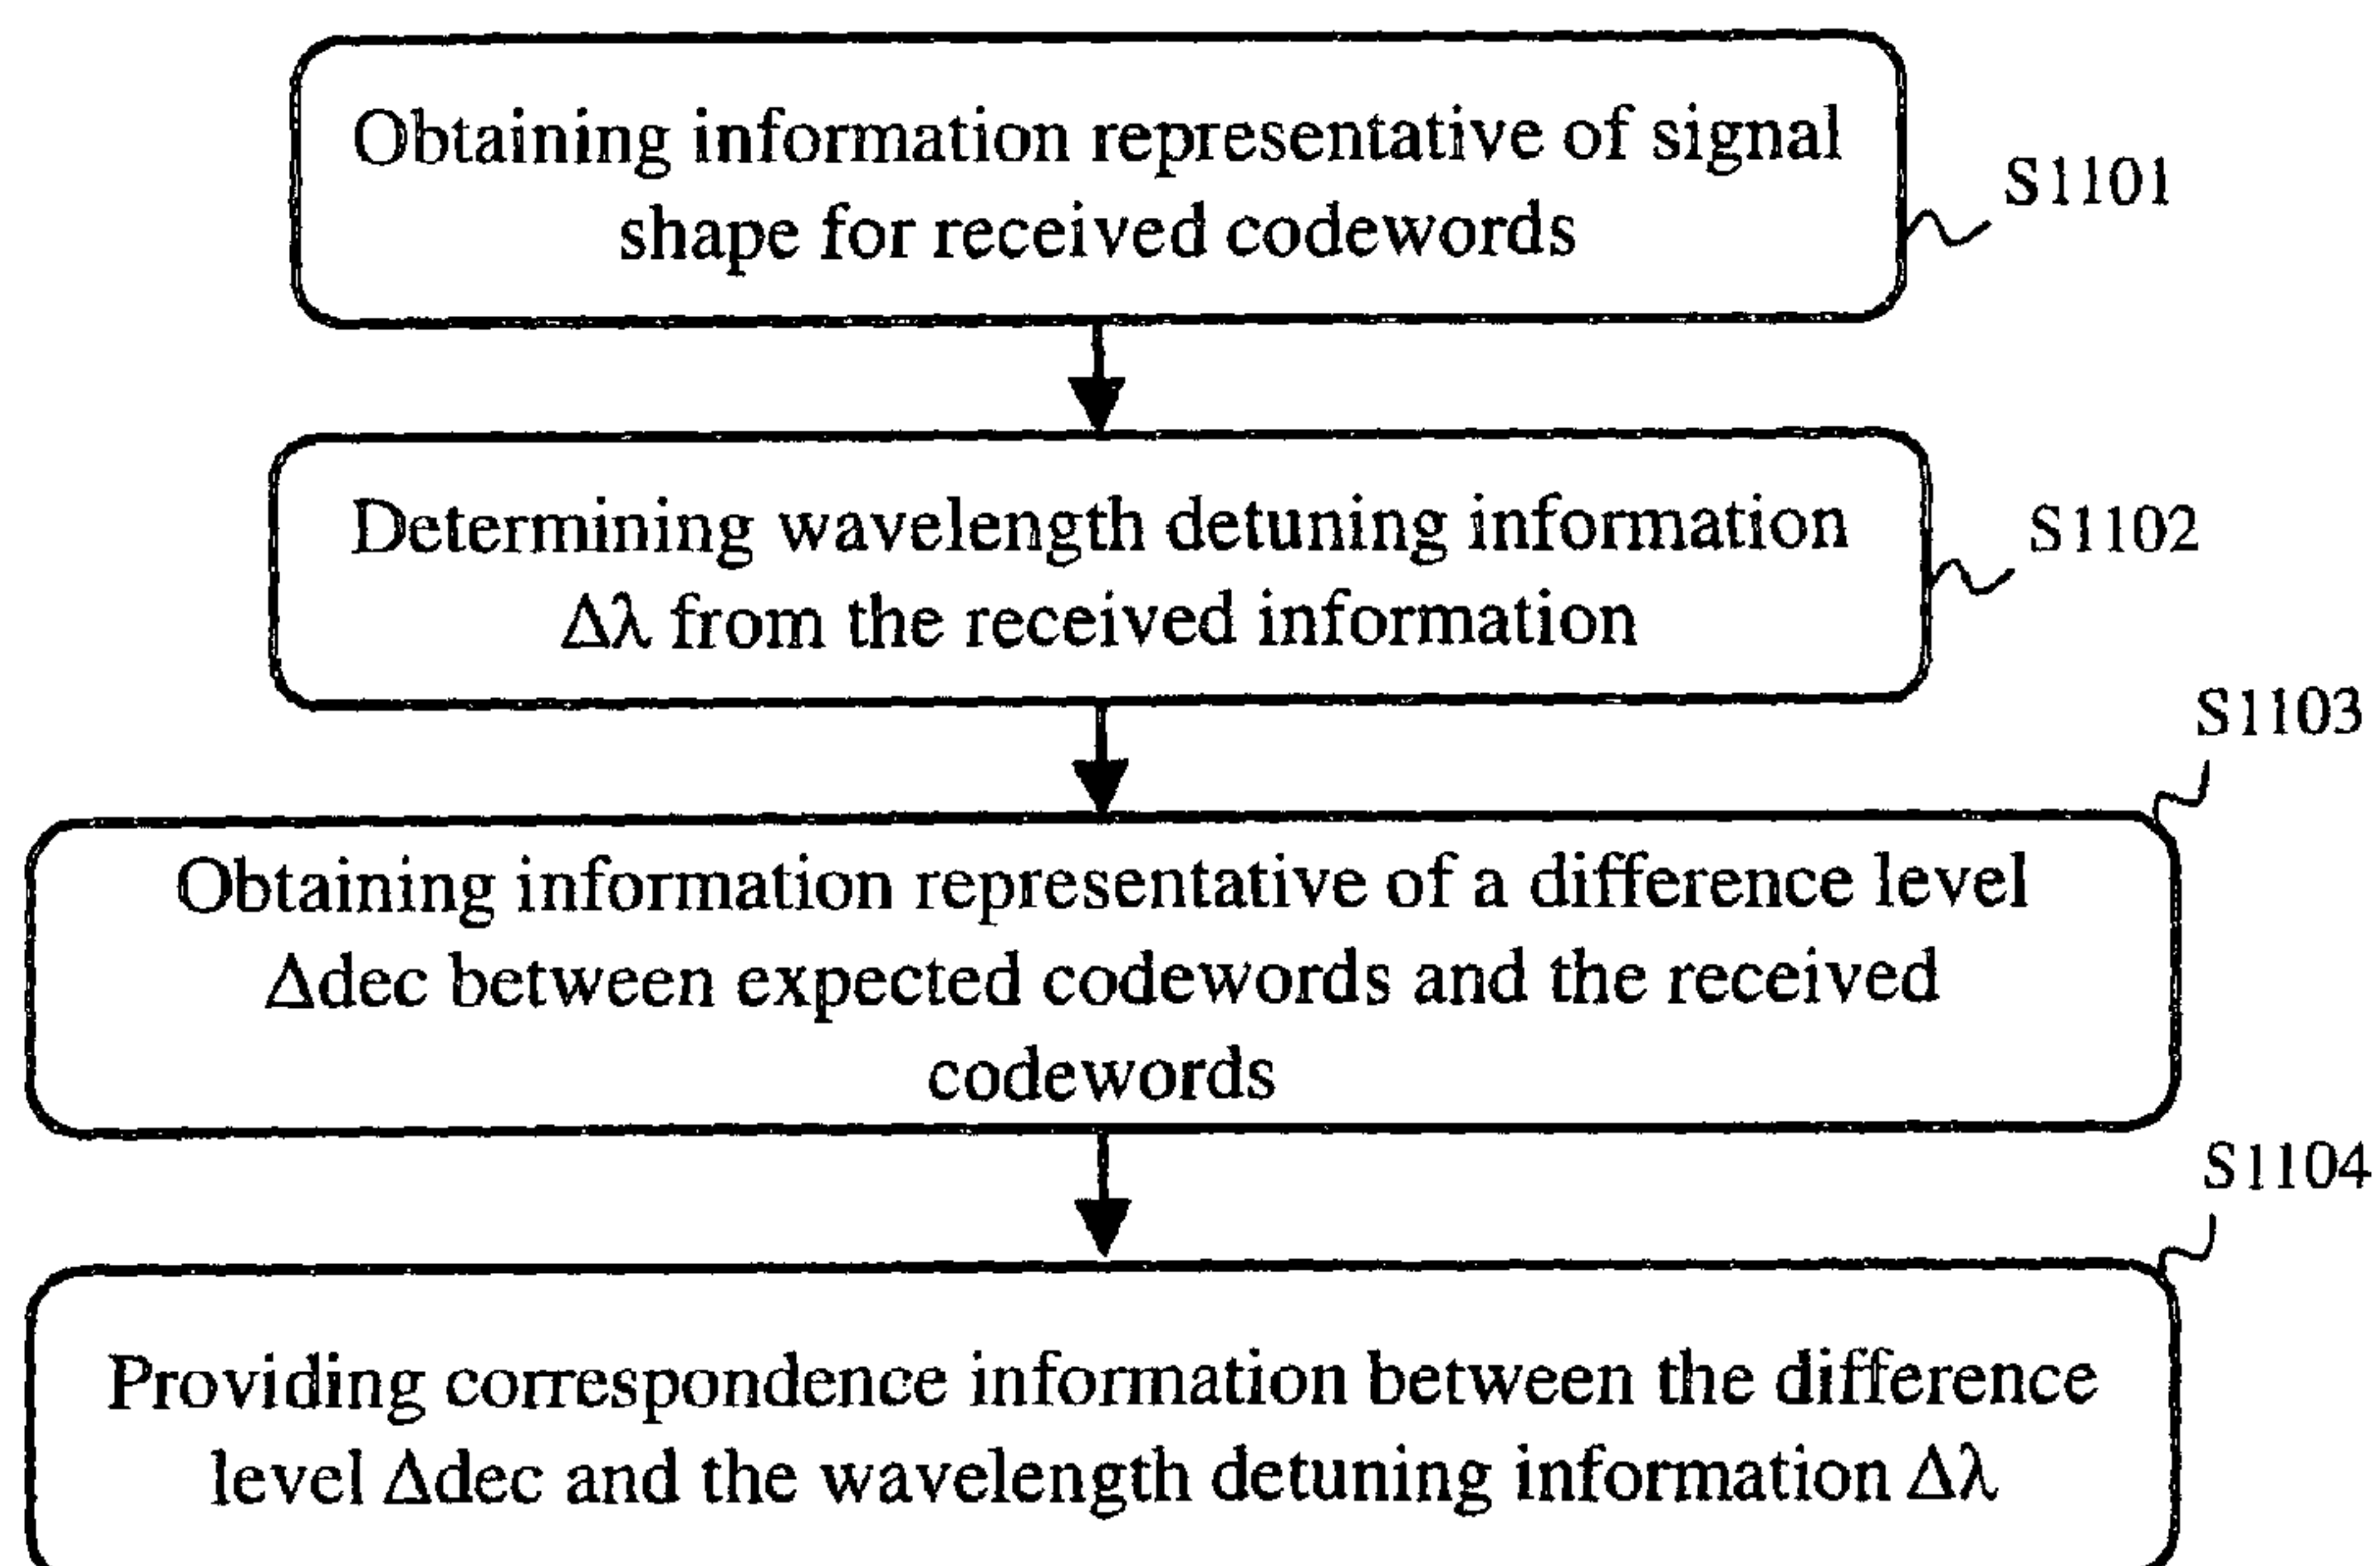 Obtaining information representative of signal
shape for received codewords
S1101
Determining wavelength detuning information
Δλ from the received information
S1102
S1103
Obtaining information representative of a difference level
Δdec between expected codewords and the received
codewords
S1104
Providing correspondence information between the difference
level Δdec and the wavelength detuning information Δλ